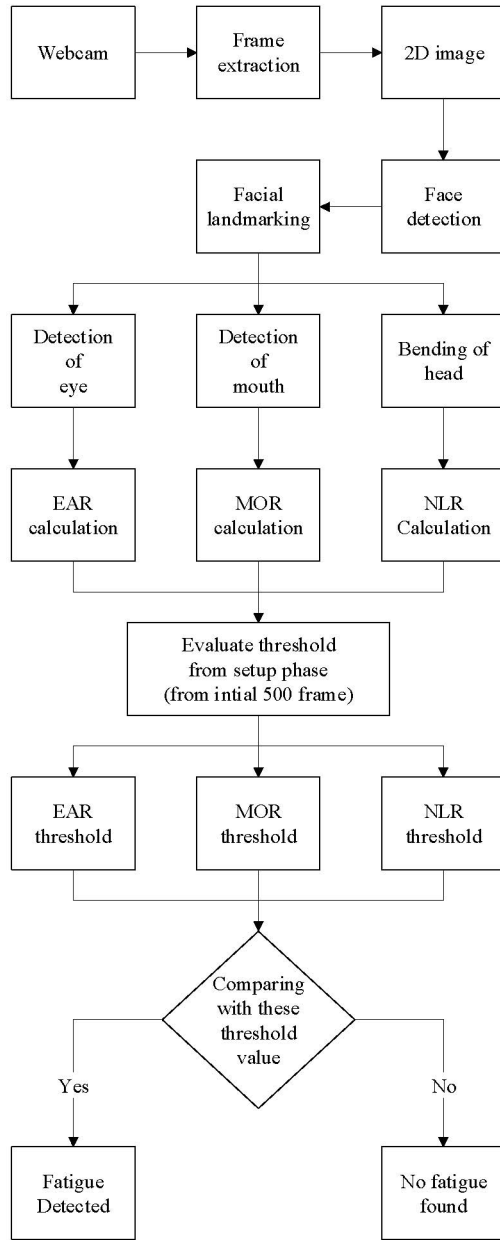 Webcam
Frame
extraction
2D image
Facial
landmarking
Face
detection
Detection
of
eye
Detection
of
mouth
Bending of
head
EAR
calculation
MOR
calculation
NLR
Calculation
Evaluate threshold
from setup phase
(from intial 500 frame)
EAR
threshold
MOR
threshold
NLR
threshold
Comparing
with these
threshold
value
Yes
No
Fatigue
Detected
No fatigue
found